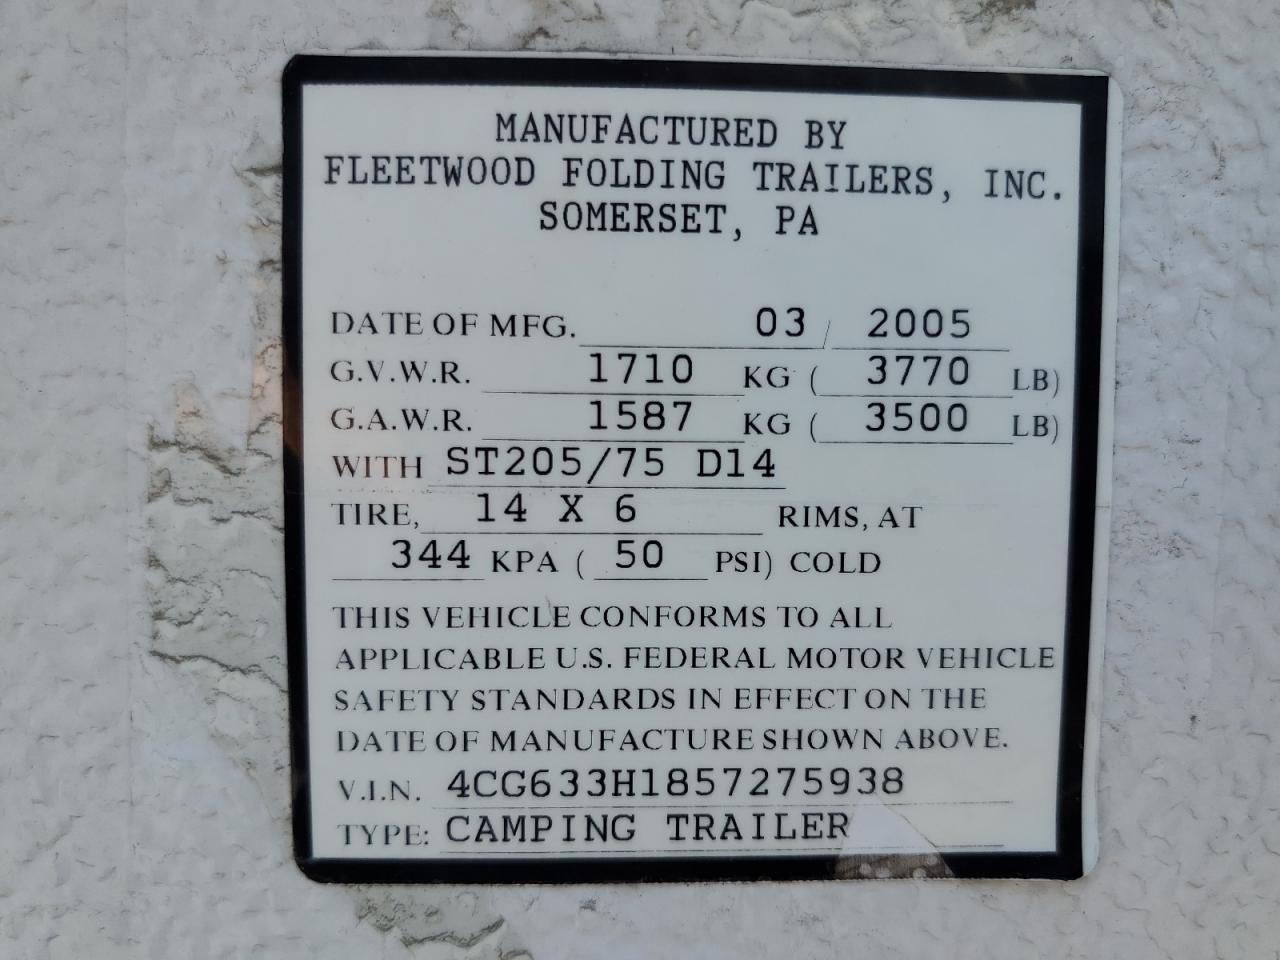 MANUFACTURED BY
FLEETWOOD FOLDING TRAILERS, INC.
SOMERSET, PA
DATE OF MFG. 03 / 2005
G.V.W.R. 1710 KG ( 3770 LB)
G.A.W.R. 1587 KG ( 3500 LB)
WITH ST205/75 D14
TIRE, 14 X 6 RIMS, AT
344 KPA ( 50 PSI) COLD
THIS VEHICLE CONFORMS TO ALL
APPLICABLE U.S. FEDERAL MOTOR VEHICLE
SAFETY STANDARDS IN EFFECT ON THE
DATE OF MANUFACTURE SHOWN ABOVE.
V.I.N. 4CG633H1857275938
TYPE: CAMPING TRAILER